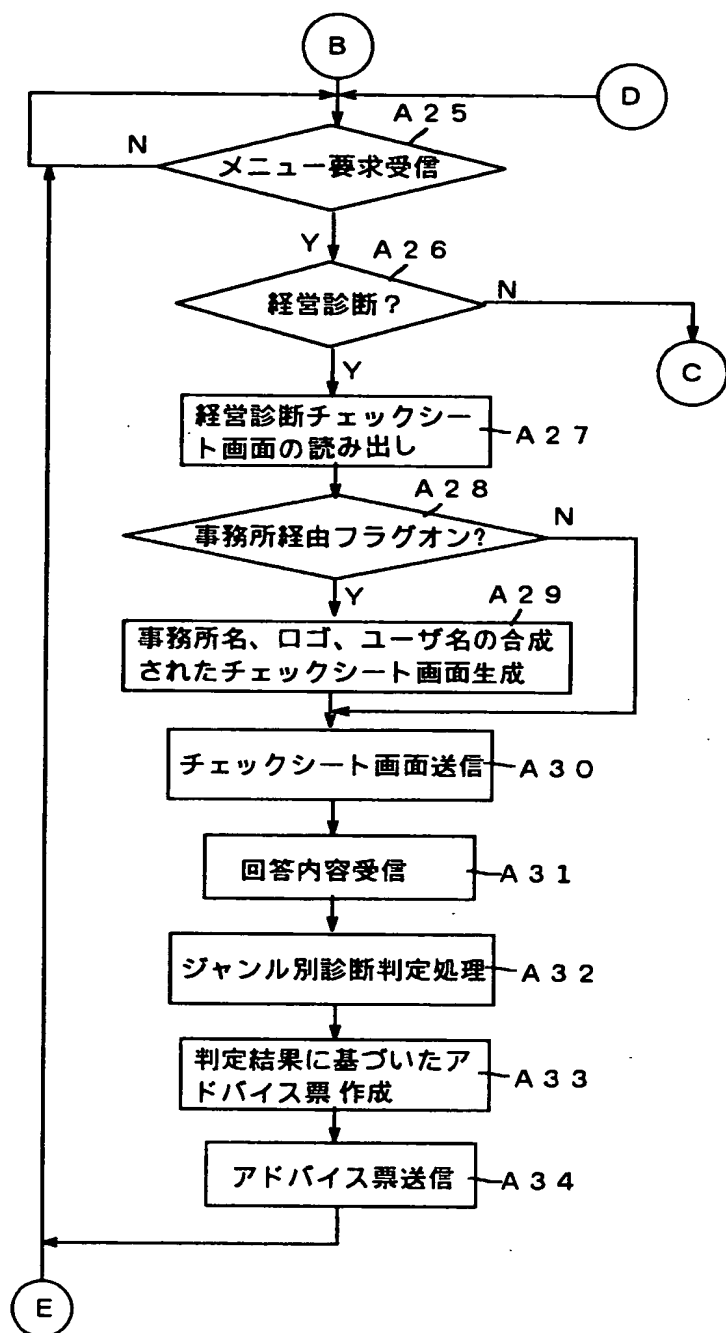 B
D
A25
N
メニュー要求受信
Y
A26
経営診断?
N
C
Y
経営診断チェックシー
ト画面の読み出し
A27
A28
事務所経由フラグオン?
N
Y
A29
事務所名、ロゴ、ユーザ名の合成
されたチェックシート画面生成
チェックシート画面送信
A30
回答内容受信
A31
ジャンル別診断判定処理
A32
判定結果に基づいたア
ドバイス票作成
A33
アドバイス票送信
A34
E